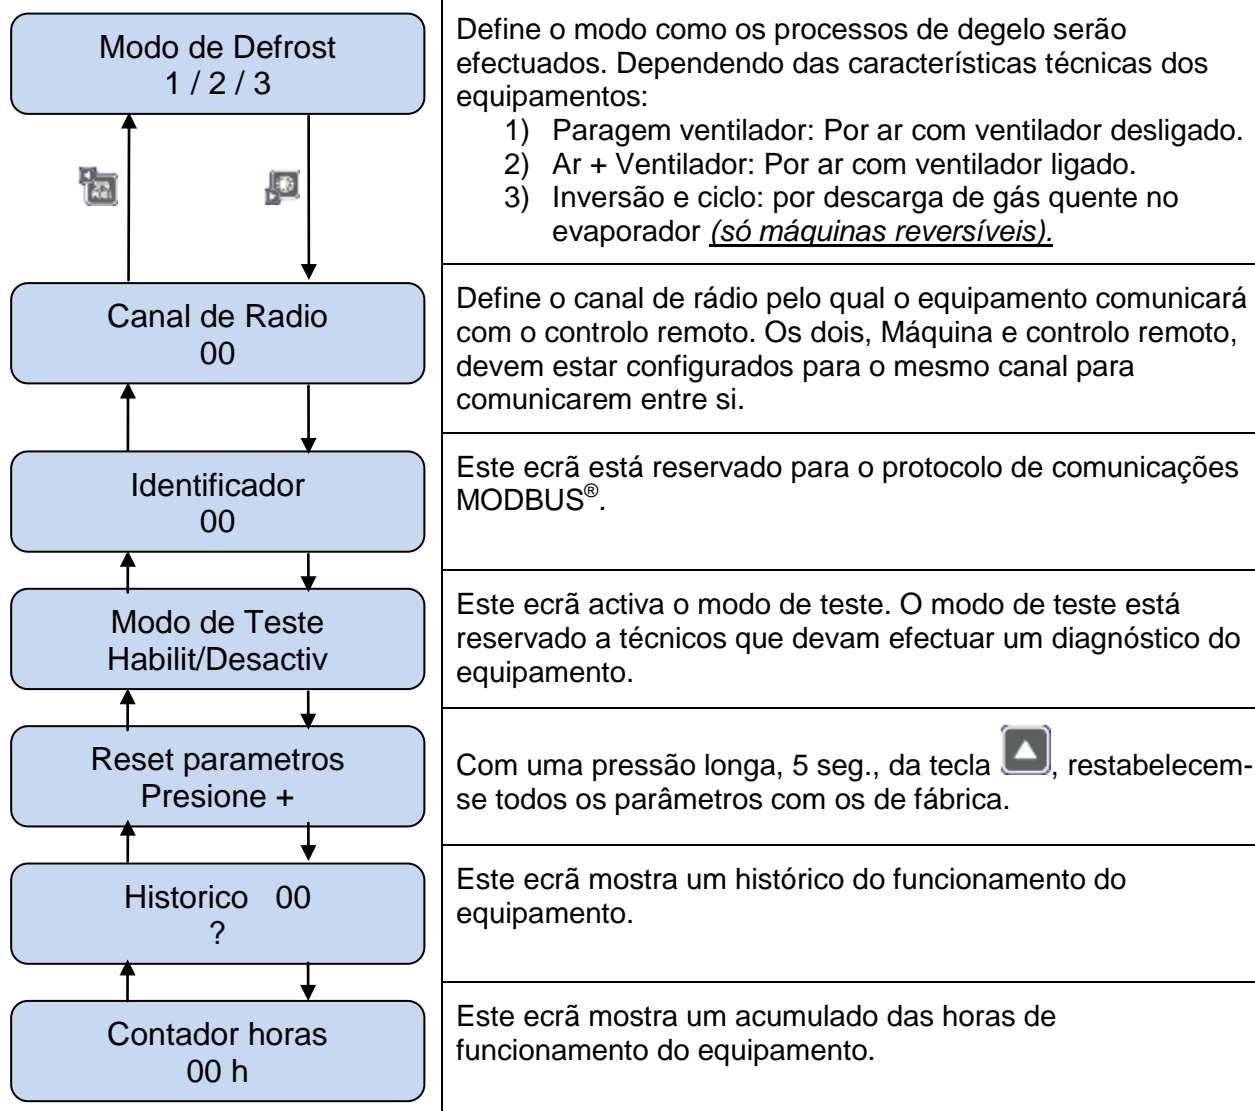 Modo de Defrost
1 / 2 / 3
Define o modo como os processos de degelo serão
efectuados. Dependendo das características técnicas dos
equipamentos:
1) Paragem ventilador: Por ar com ventilador desligado.
2) Ar + Ventilador: Por ar com ventilador ligado.
3) Inversão e ciclo: por descarga de gás quente no
evaporador (só máquinas reversíveis).
Canal de Radio
00
Define o canal de rádio pelo qual o equipamento comunicará
com o controlo remoto. Os dois, Máquina e controlo remoto,
devem estar configurados para o mesmo canal para
comunicarem entre si.
Identificador
00
Este ecrã está reservado para o protocolo de comunicações
MODBUS®.
Modo de Teste
Habilit/Desactiv
Este ecrã activa o modo de teste. O modo de teste está
reservado a técnicos que devam efectuar um diagnóstico do
equipamento.
Reset parametros
Presione +
Com uma pressão longa, 5 seg., da tecla , restabelecem-
se todos os parâmetros com os de fábrica.
Historico 00
?
Este ecrã mostra um histórico do funcionamento do
equipamento.
Contador horas
00 h
Este ecrã mostra um acumulado das horas de
funcionamento do equipamento.